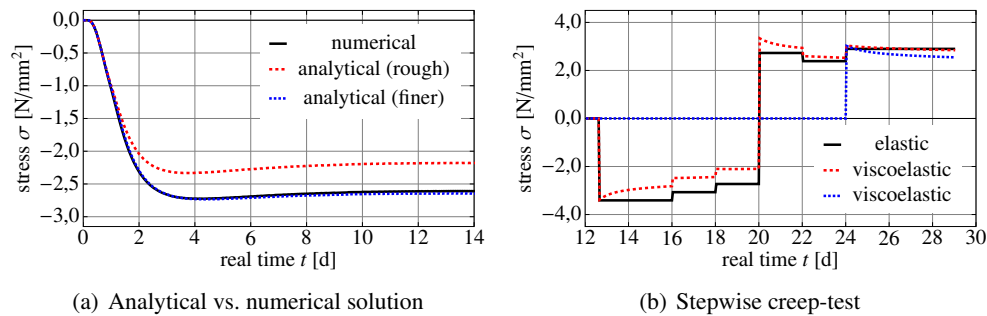 0,0
−0,5
−1,0
−1,5
−2,0
−2,5
−3,0
stress σ [N/mm²]
numerical
analytical (rough)
analytical (finer)
0 2 4 6 8 10 12 14
real time t [d]
(a) Analytical vs. numerical solution
4,0
2,0
0,0
−2,0
−4,0
stress σ [N/mm²]
elastic
viscoelastic
viscoelastic
12 14 16 18 20 22 24 26 28 30
real time t [d]
(b) Stepwise creep-test